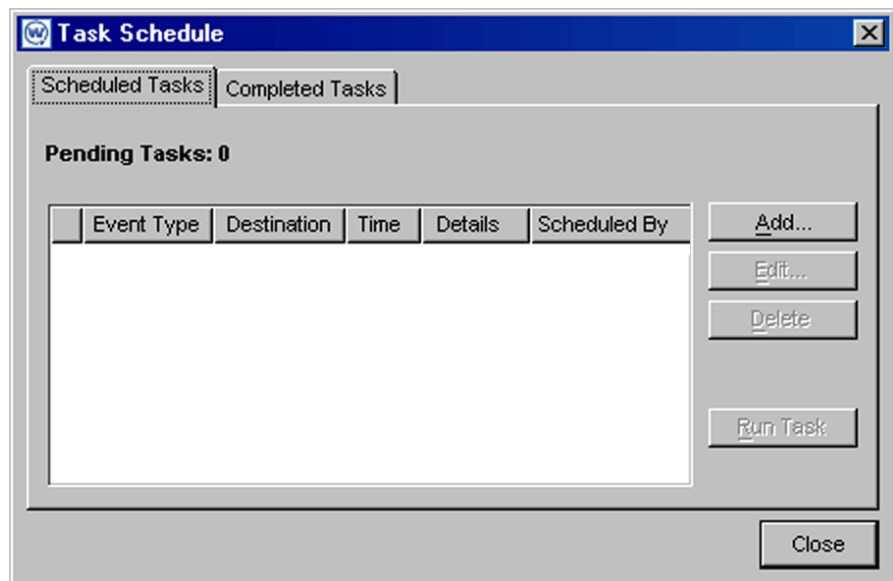 Task Schedule
Scheduled Tasks Completed Tasks
Pending Tasks: 0
Event Type Destination Time Details Scheduled By
Add...
Edit...
Delete
Run Task
Close